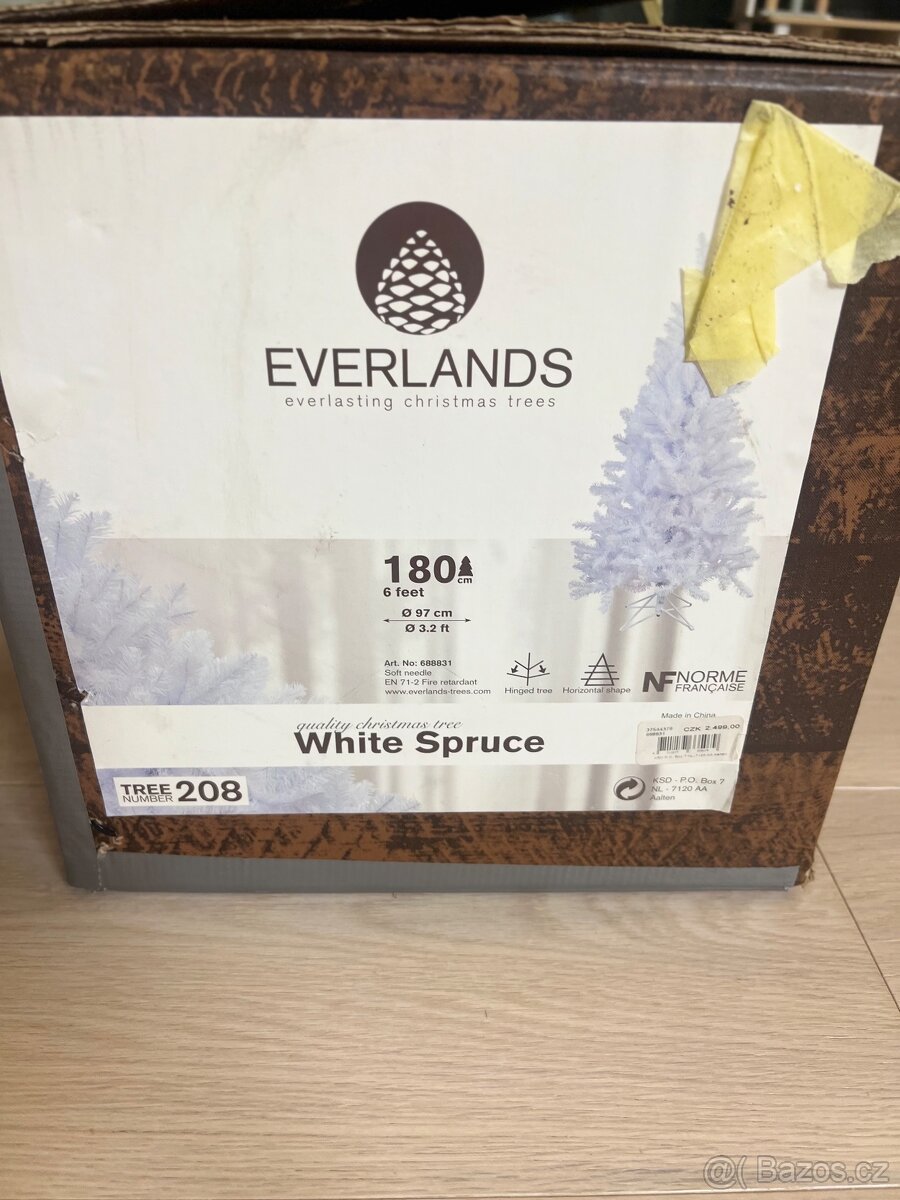 EVERLANDS
everlasting christmas trees
180 cm
6 feet
Ø 97 cm
Ø 3.2 ft
Art. No: 688831
Soft needle
EN 71-2 Fire retardant
www.everlands-trees.com
Hinged tree
Horizontal shape
NF NORME
FRANÇAISE
quality christmas tree
White Spruce
Made in China
CZK 2.499,00
688831
TREE
NUMBER 208
KSD - P.O. Box 7
NL - 7120 AA
Aalten
@( Bazos.cz